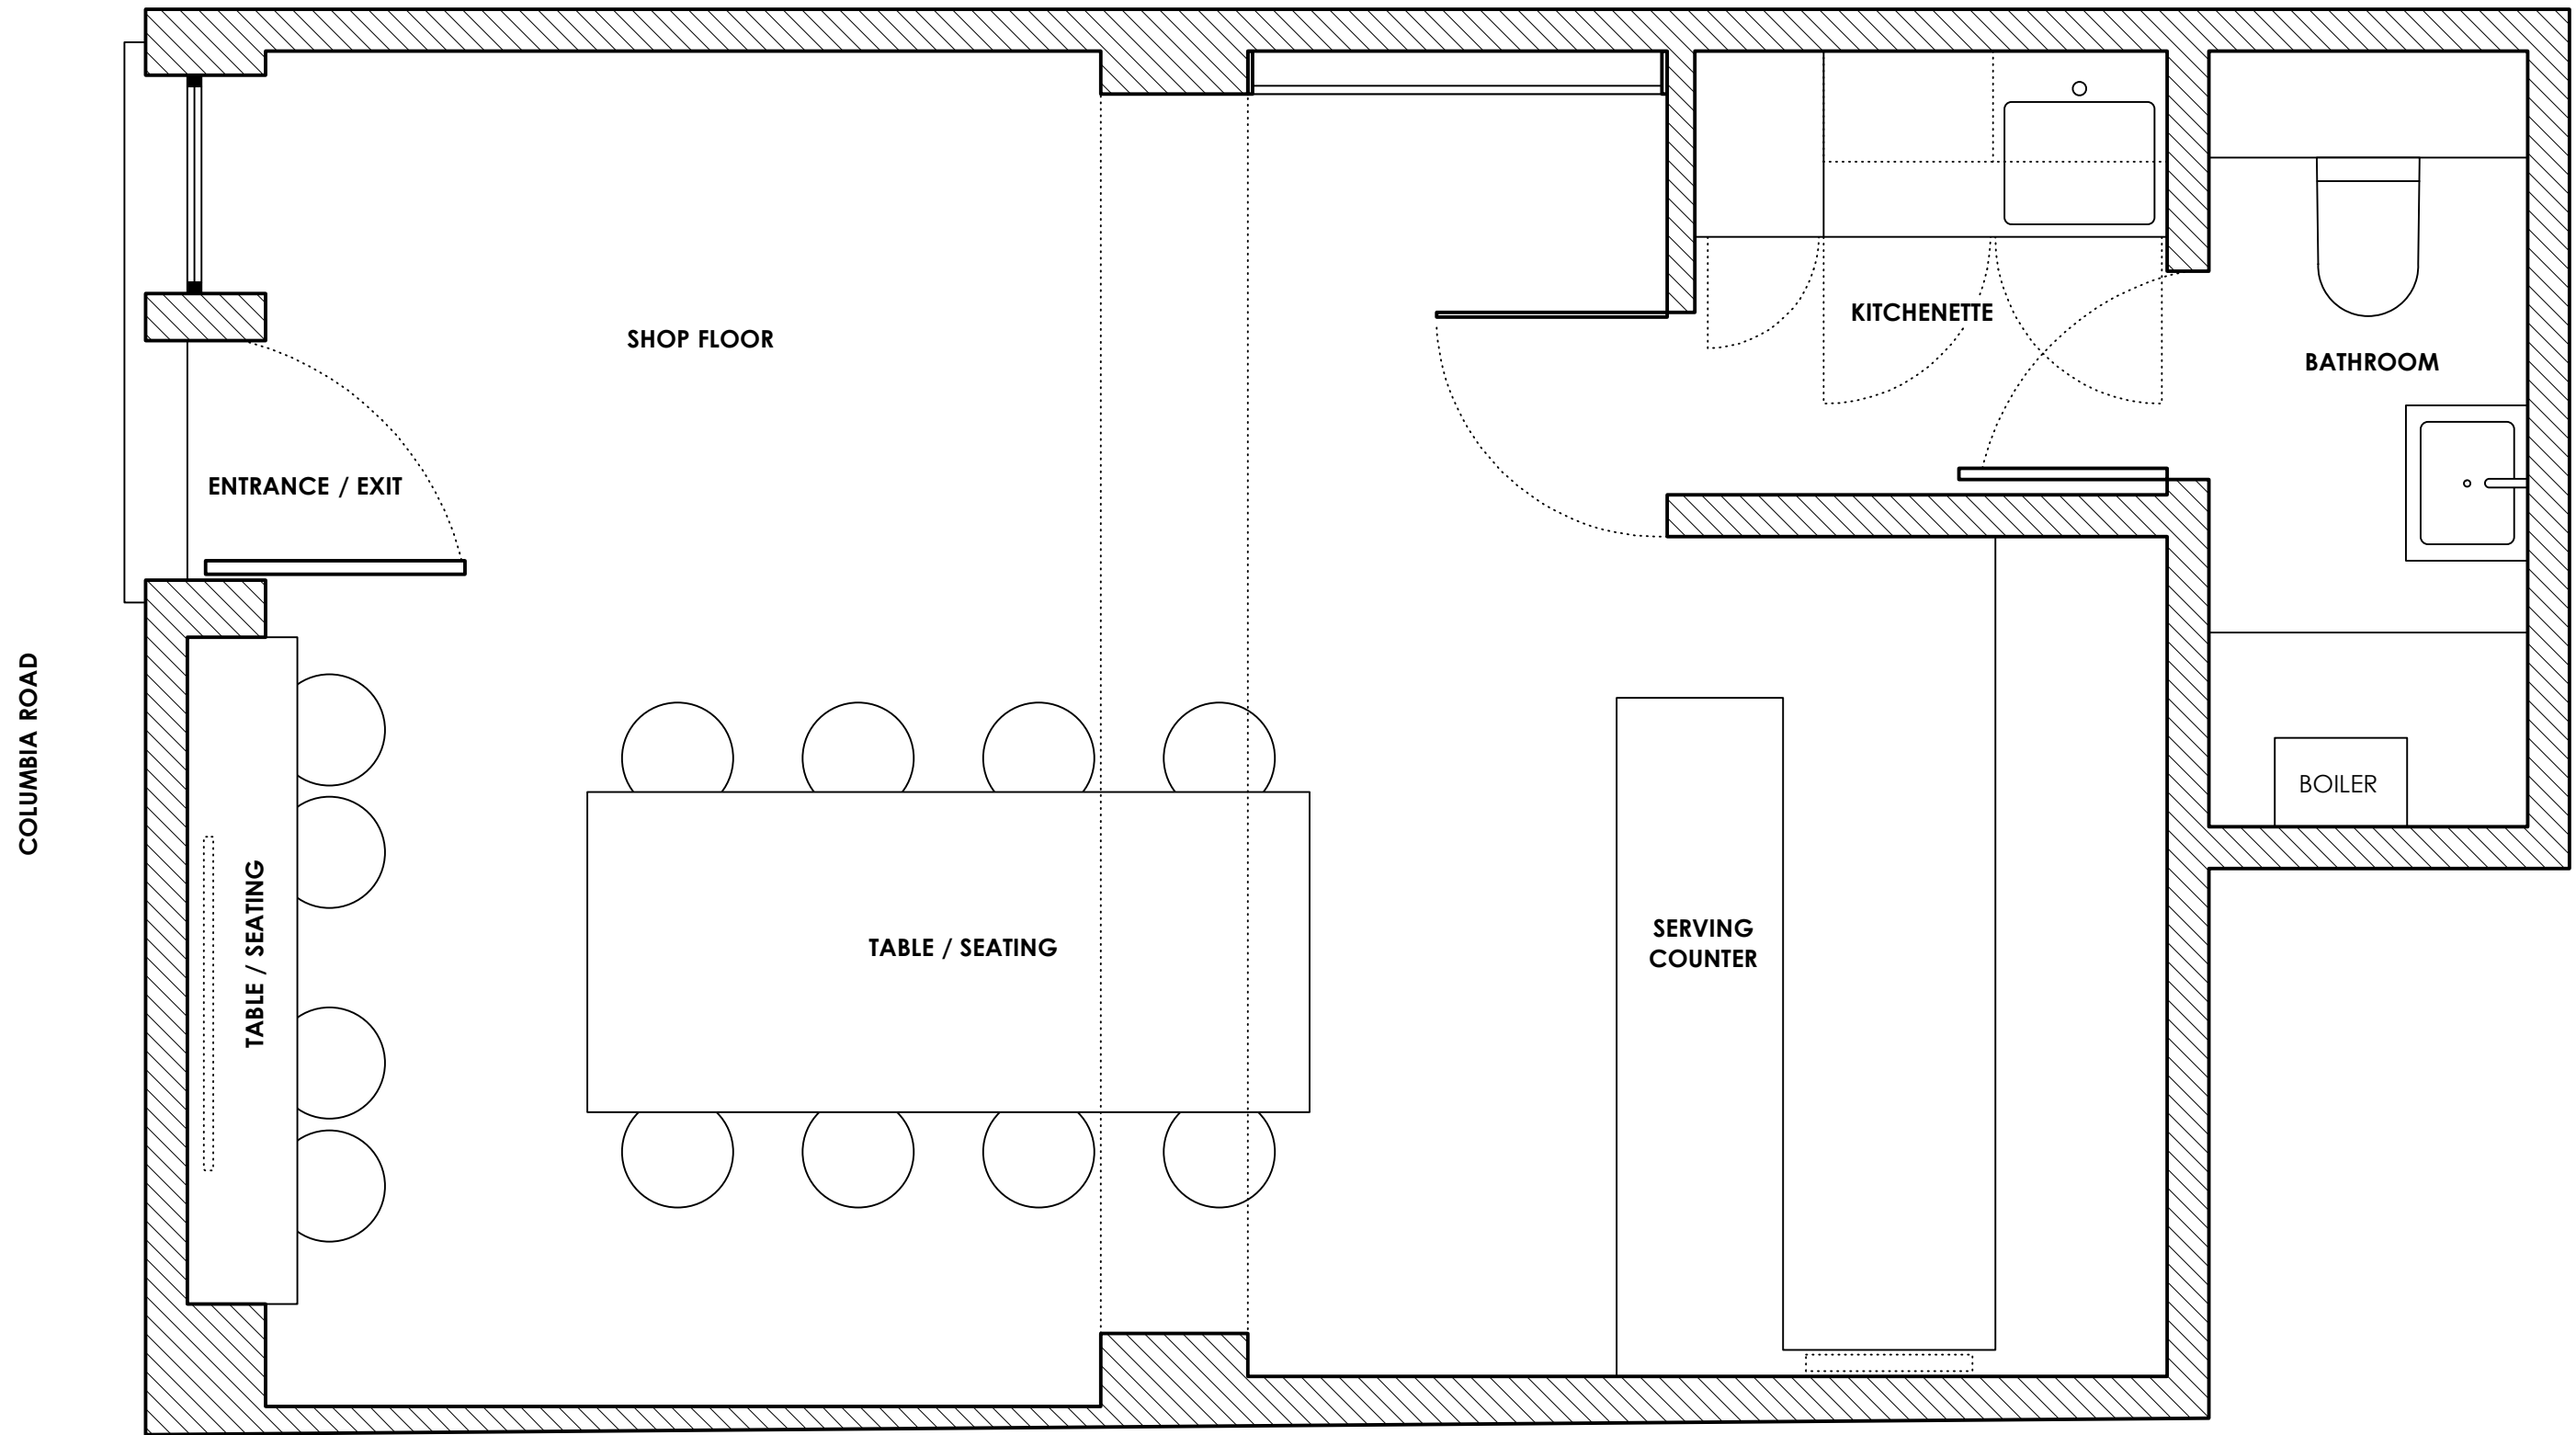 SHOP FLOOR
KITCHENETTE
BATHROOM
ENTRANCE / EXIT
COLUMBIA ROAD
TABLE / SEATING
TABLE / SEATING
SERVING
COUNTER
BOILER